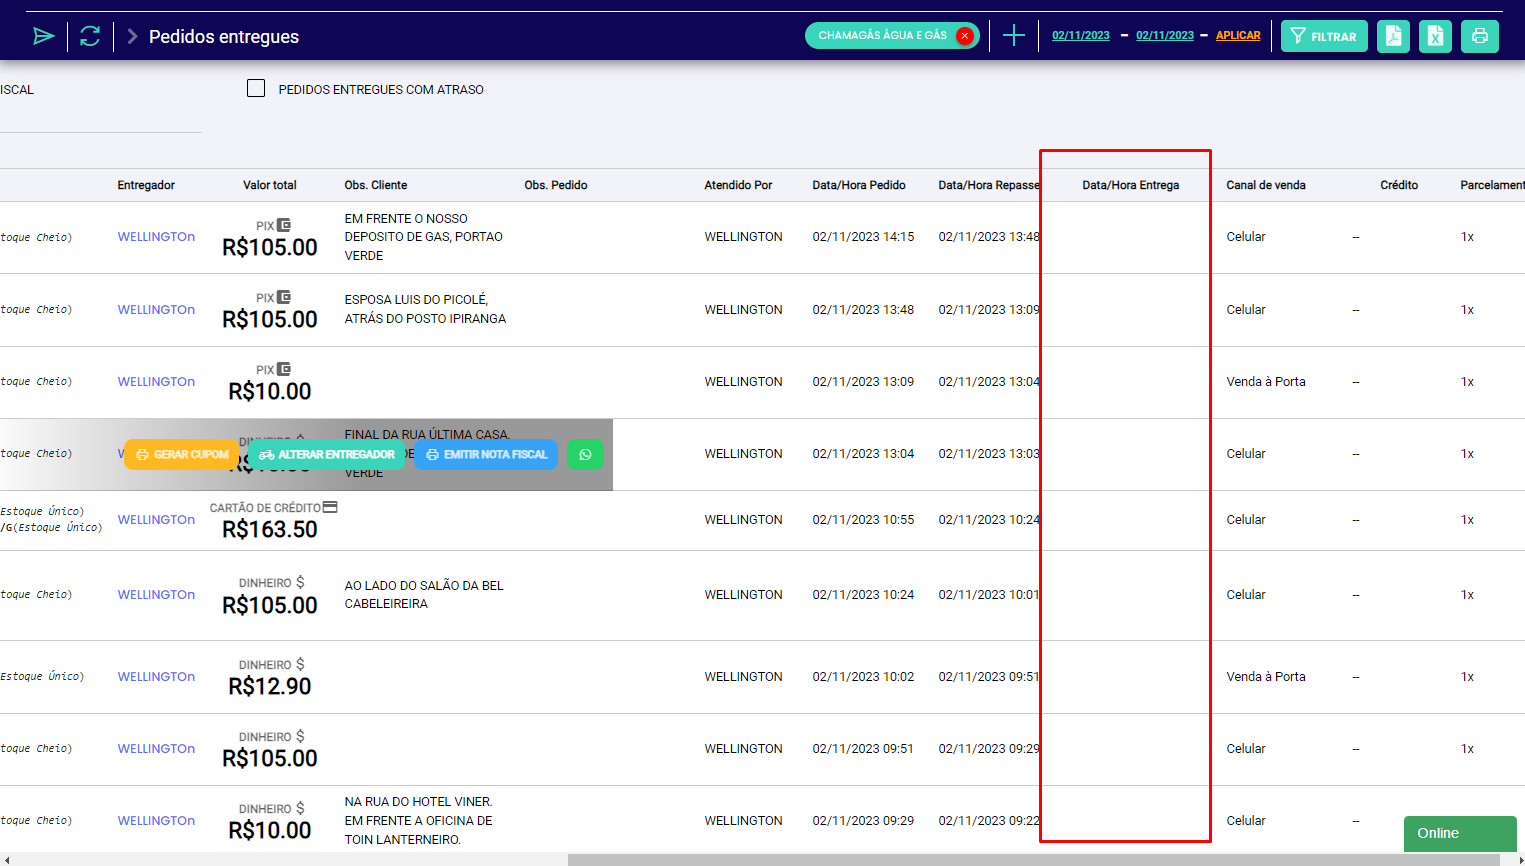 Pedidos entregues
CHAMAGÁS ÁGUA E GÁS
02/11/2023 - 02/11/2023 - APLICAR
FILTRAR
ISCAL
PEDIDOS ENTREGUES COM ATRASO
Entregador Valor total Obs. Cliente Obs. Pedido Atendido Por Data/Hora Pedido Data/Hora Repasse Data/Hora Entrega Canal de venda Crédito Parcelament
toque Cheio) WELLINGTOn PIX R$105.00 EM FRENTE O NOSSO
DEPOSITO DE GAS, PORTAO
VERDE
WELLINGTON 02/11/2023 14:15 02/11/2023 13:48 Celular -- 1x
toque Cheio) WELLINGTOn PIX R$105.00 ESPOSA LUIS DO PICOLÉ,
ATRÁS DO POSTO IPIRANGA
WELLINGTON 02/11/2023 13:48 02/11/2023 13:09 Celular -- 1x
toque Cheio) WELLINGTOn PIX R$10.00 WELLINGTON 02/11/2023 13:09 02/11/2023 13:04 Venda à Porta -- 1x
toque Cheio) FINAL DA RUA ÚLTIMA CASA.
GERAR CUPOM ALTERAR ENTREGADOR EMITIR NOTA FISCAL
VERDE
WELLINGTON 02/11/2023 13:04 02/11/2023 13:03 Celular -- 1x
Estoque Único)
/G(Estoque Único) WELLINGTOn CARTÃO DE CRÉDITO R$163.50 WELLINGTON 02/11/2023 10:55 02/11/2023 10:24 Celular -- 1x
toque Cheio) WELLINGTOn DINHEIRO $ R$105.00 AO LADO DO SALÃO DA BEL
CABELEIREIRA
WELLINGTON 02/11/2023 10:24 02/11/2023 10:01 Celular -- 1x
Estoque Único) WELLINGTOn DINHEIRO $ R$12.90 WELLINGTON 02/11/2023 10:02 02/11/2023 09:51 Venda à Porta -- 1x
toque Cheio) WELLINGTOn DINHEIRO $ R$105.00 WELLINGTON 02/11/2023 09:51 02/11/2023 09:29 Celular -- 1x
toque Cheio) WELLINGTOn DINHEIRO $ R$10.00 NA RUA DO HOTEL VINER.
EM FRENTE A OFICINA DE
TOIN LANTERNEIRO.
WELLINGTON 02/11/2023 09:29 02/11/2023 09:22 Celular --
Online